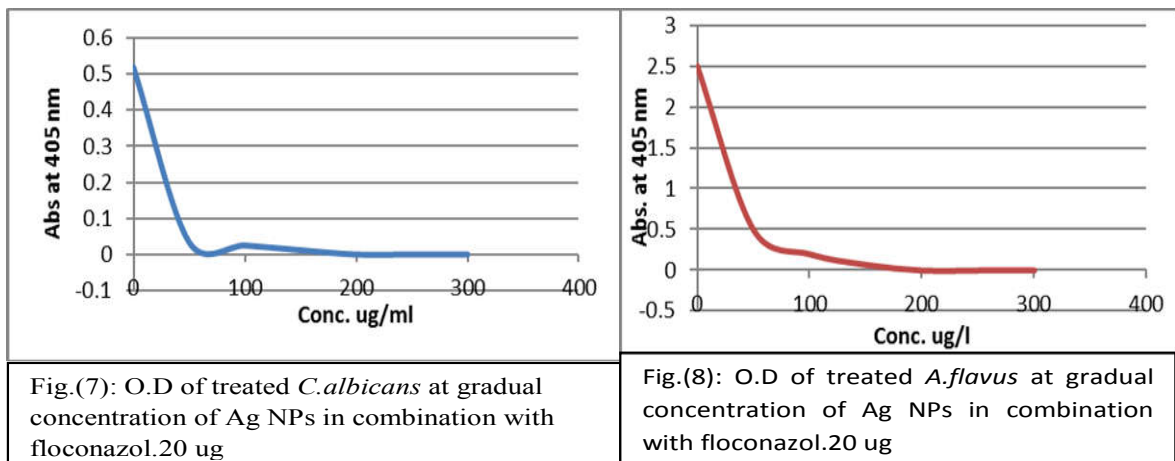 0.6
0.5
0.4
0.3
0.2
0.1
0
-0.1
Abs at 405 nm
0 100 200 300 400
Conc. ug/ml
Fig.(7): O.D of treated C.albicans at gradual
concentration of Ag NPs in combination with
floconazol.20 ug
3
2.5
2
1.5
1
0.5
0
-0.5
Abs. at 405 nm
0 100 200 300 400
Conc. ug/l
Fig.(8): O.D of treated A.flavus at gradual
concentration of Ag NPs in combination
with floconazol.20 ug